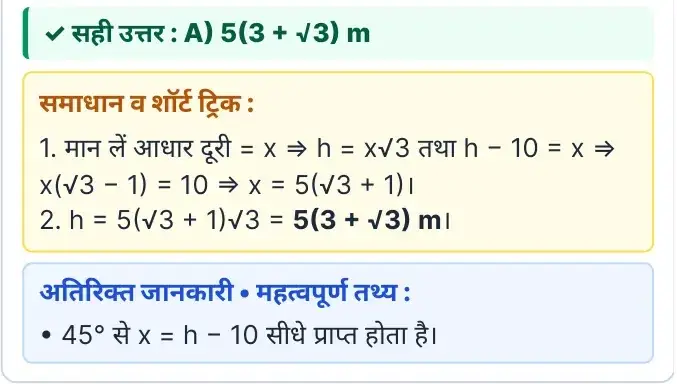 ✓ सही उत्तर : A) 5(3 + √3) m
समाधान व शॉर्ट ट्रिक :
1. मान लें आधार दूरी = x ⇒ h = x√3 तथा h − 10 = x ⇒
x(√3 − 1) = 10 ⇒ x = 5(√3 + 1)।
2. h = 5(√3 + 1)√3 = 5(3 + √3) m।
अतिरिक्त जानकारी • महत्वपूर्ण तथ्य :
• 45° से x = h − 10 सीधे प्राप्त होता है।